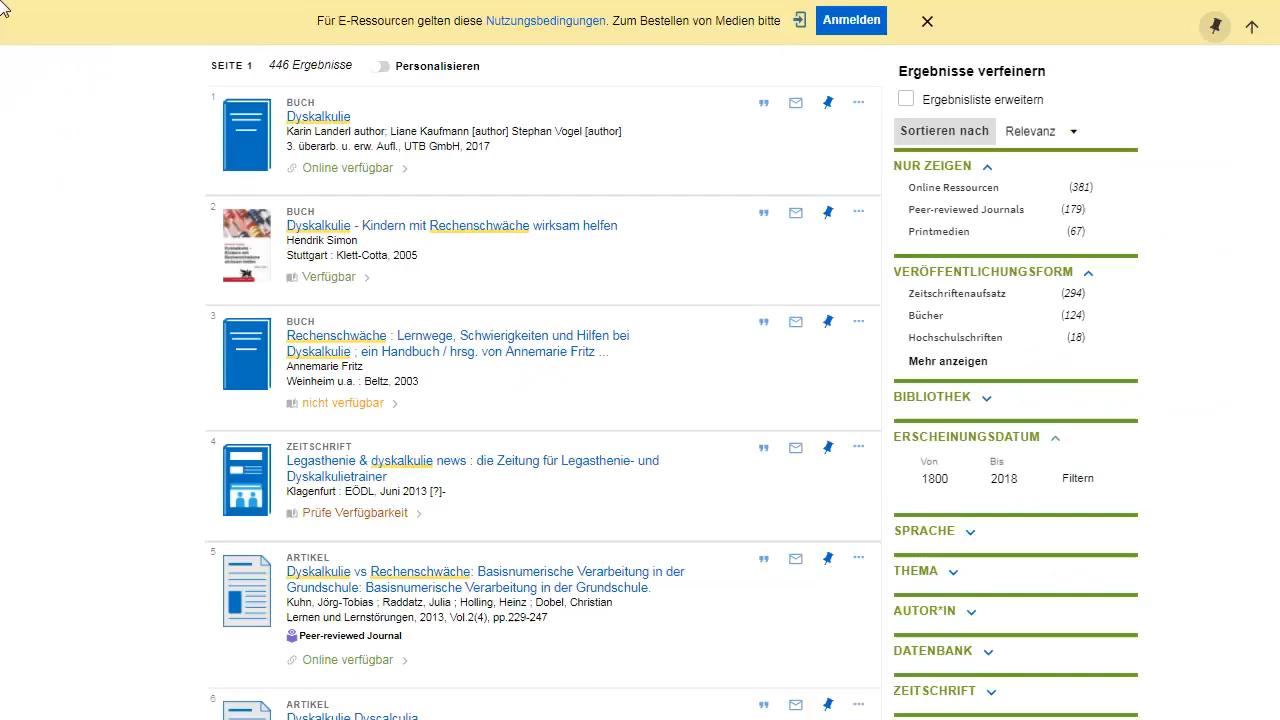 Für E-Ressourcen gelten diese Nutzungsbedingungen. Zum Bestellen von Medien bitte Anmelden
SEITE 1 446 Ergebnisse Personalisieren
1
BUCH
Dyskalkulie
Karin Landerl author; Liane Kaufmann [author] Stephan Vogel [author]
3. überarb. u. erw. Aufl., UTB GmbH, 2017
Online verfügbar
2
BUCH
Dyskalkulie - Kindern mit Rechenschwäche wirksam helfen
Hendrik Simon
Stuttgart : Klett-Cotta, 2005
Verfügbar
3
BUCH
Rechenschwäche : Lernwege, Schwierigkeiten und Hilfen bei
Dyskalkulie ; ein Handbuch / hrsg. von Annemarie Fritz ...
Annemarie Fritz
Weinheim u.a. : Beltz, 2003
nicht verfügbar
4
ZEITSCHRIFT
Legasthenie & dyskalkulie news : die Zeitung für Legasthenie- und
Dyskalkulietrainer
Klagenfurt : EÖDL, Juni 2013 [?]-
Prüfe Verfügbarkeit
5
ARTIKEL
Dyskalkulie vs Rechenschwäche: Basisnumerische Verarbeitung in der
Grundschule: Basisnumerische Verarbeitung in der Grundschule.
Kuhn, Jörg-Tobias ; Raddatz, Julia ; Holling, Heinz ; Dobel, Christian
Lernen und Lernstörungen, 2013, Vol.2(4), pp.229-247
Peer-reviewed Journal
Online verfügbar
6
ARTIKEL
Dyskalkulie Dyscalculia
Ergebnisse verfeinern
Ergebnisliste erweitern
Sortieren nach Relevanz
NUR ZEIGEN
Online Ressourcen (381)
Peer-reviewed Journals (179)
Printmedien (67)
VERÖFFENTLICHUNGSFORM
Zeitschriftenaufsatz (294)
Bücher (124)
Hochschulschriften (18)
Mehr anzeigen
BIBLIOTHEK
ERSCHEINUNGSDATUM
Von Bis
1800 2018 Filtern
SPRACHE
THEMA
AUTOR*IN
DATENBANK
ZEITSCHRIFT